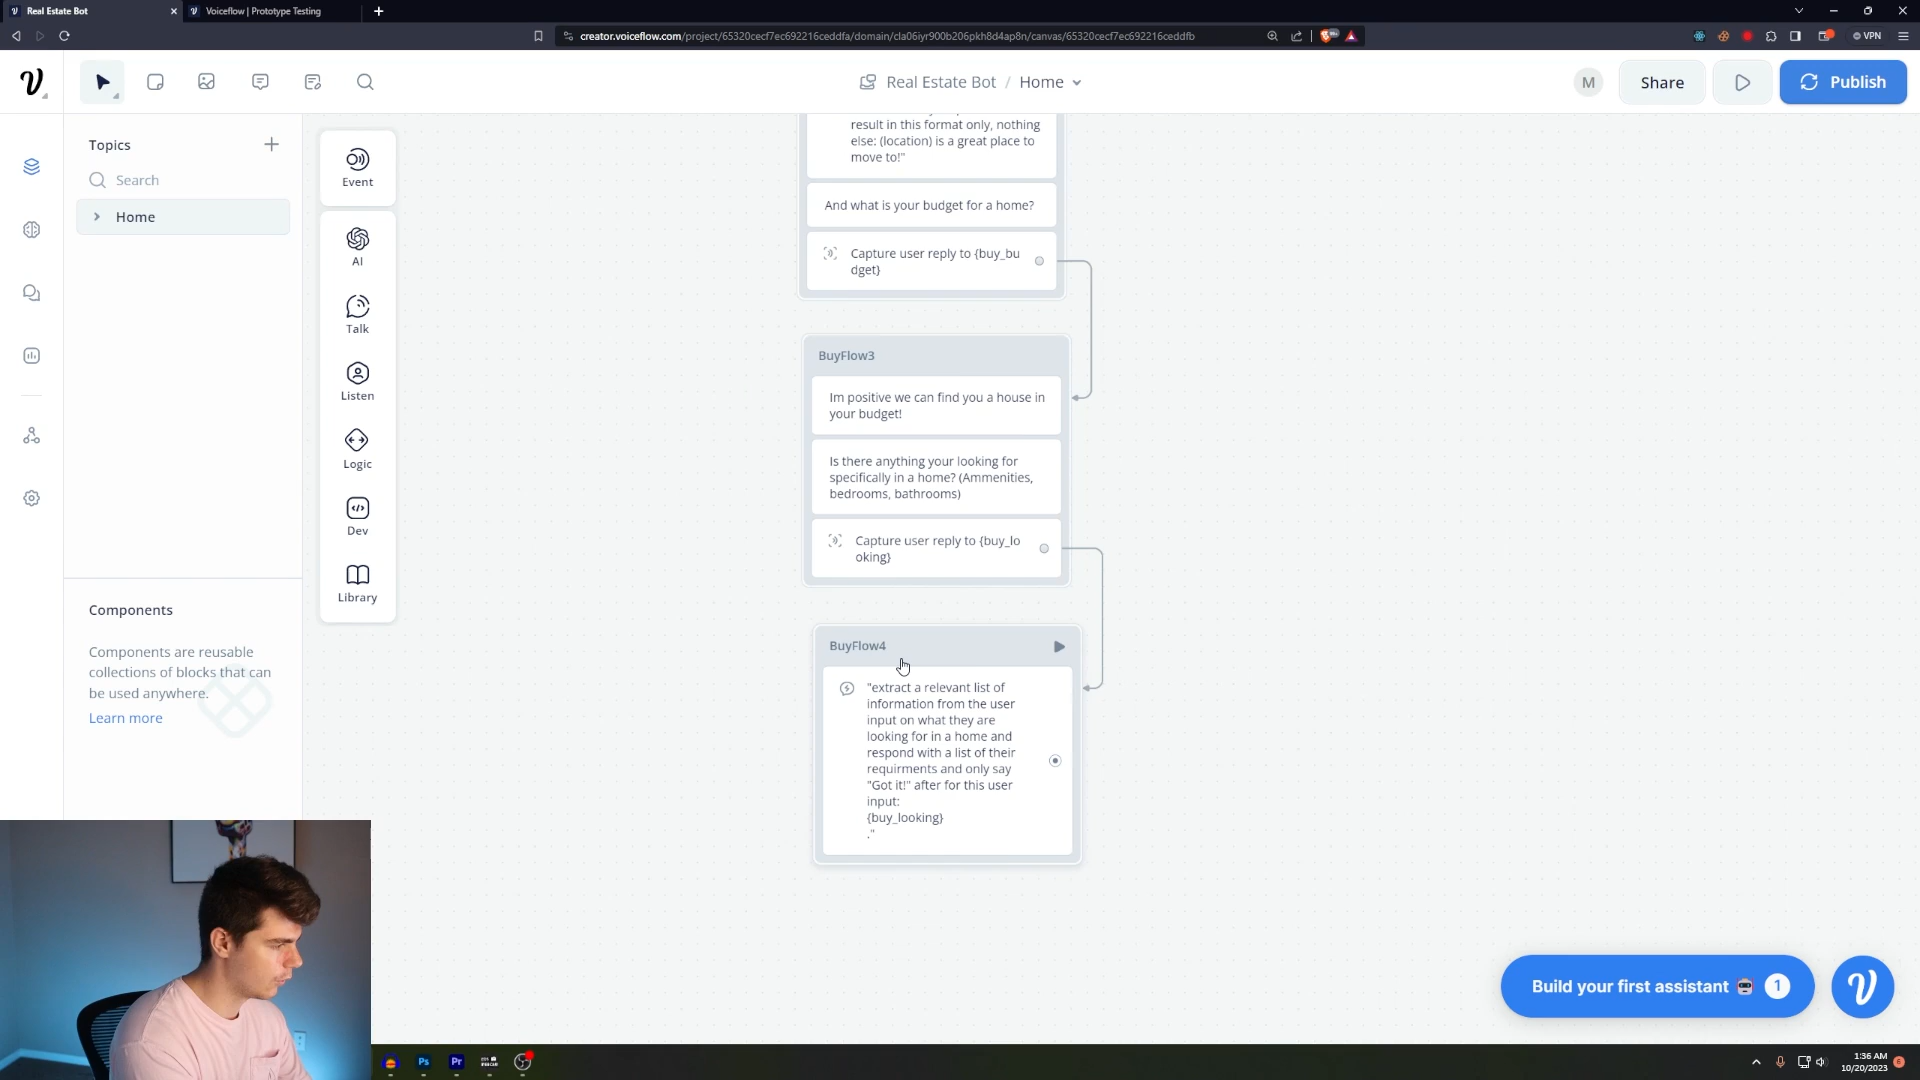 Real Estate Bot
Voiceflow | Prototype Testing
creator.voiceflow.com/project/65320cecf7ec692216ceddfa/domain/cla06iyr900b206pkh8d4ap8n/canvas/65320cecf7ec692216ceddfb
VPN
Real Estate Bot / Home
M
Share
Publish
Topics
Search
Home
Event
AI
Talk
Listen
Logic
Dev
Library
Components
Components are reusable
collections of blocks that can
be used anywhere.
Learn more
result in this format only, nothing
else: (location) is a great place to
move to!"
And what is your budget for a home?
Capture user reply to {buy_bu
dget}
BuyFlow3
Im positive we can find you a house in
your budget!
Is there anything your looking for
specifically in a home? (Ammenities,
bedrooms, bathrooms)
Capture user reply to {buy_lo
oking}
BuyFlow4
"extract a relevant list of
information from the user
input on what they are
looking for in a home and
respond with a list of their
requirments and only say
"Got it!" after for this user
input:
{buy_looking}
."
Build your first assistant
1
Ps
Pr
1:36 AM
10/20/2023
6